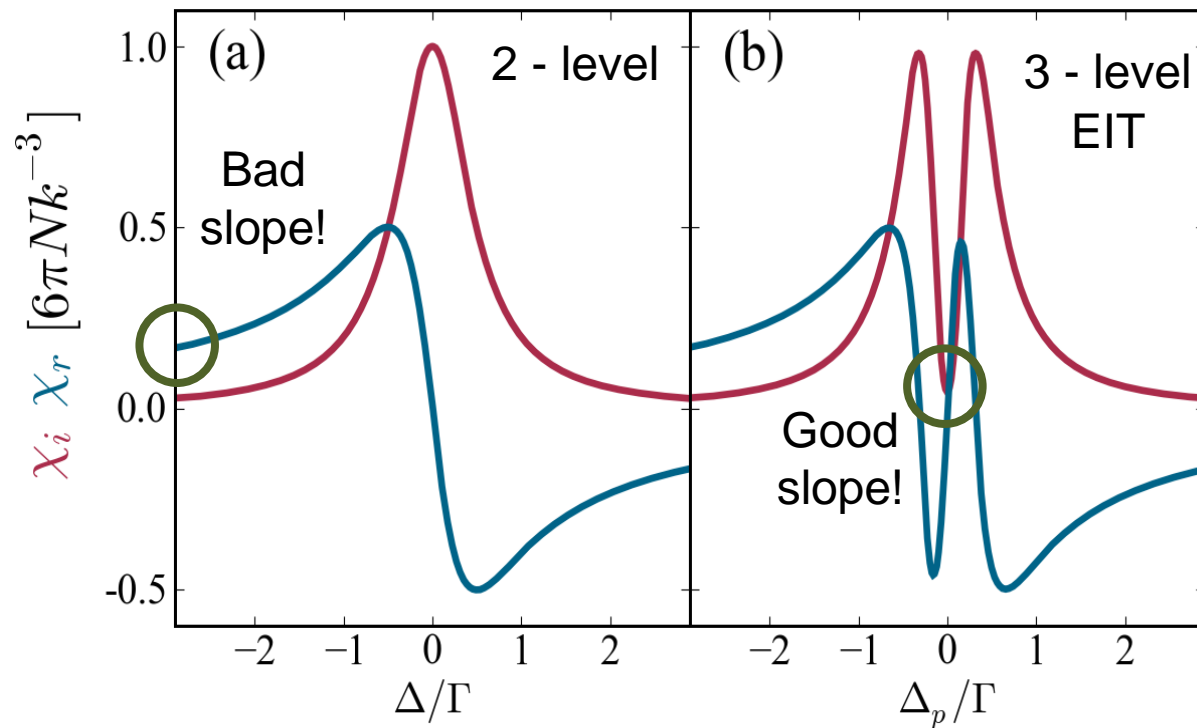 (a)
2 - level
Bad
slope!
(b)
3 - level
EIT
Good
slope!
χᵢ χᵣ [6πNk⁻³]
1.0
0.5
0.0
-0.5
−2 −1 0 1 2
Δ/Γ
−2 −1 0 1 2
Δₚ/Γ